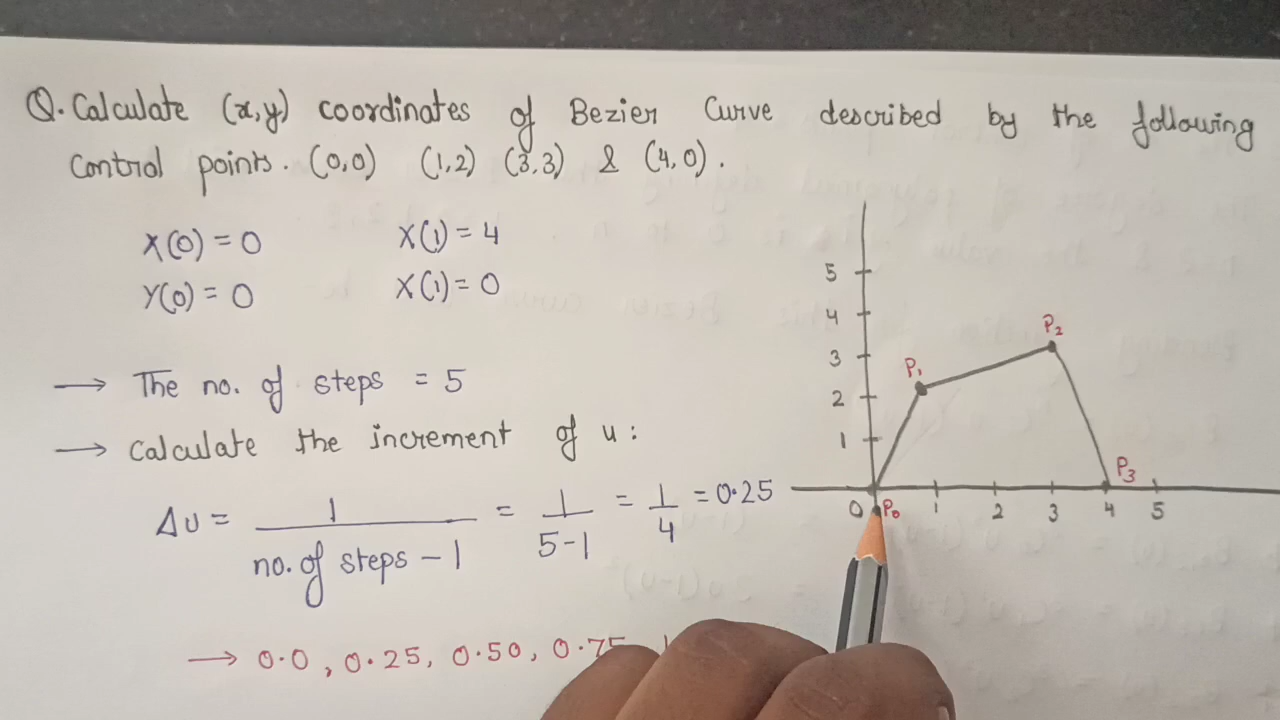 Q. Calculate (x,y) coordinates of Bezier Curve described by the following
Control points. (0,0) (1,2) (3,3) & (4,0).
X(0) = 0 X(1) = 4
Y(0) = 0 X(1) = 0
→ The no. of steps = 5
→ Calculate the increment of u:
ΔU = 1 / no. of steps - 1 = 1 / 5-1 = 1/4 = 0.25
→ 0.0, 0.25, 0.50, 0.75
5
4
3
2
1
P1
P2
P3
0 P0 1 2 3 4 5